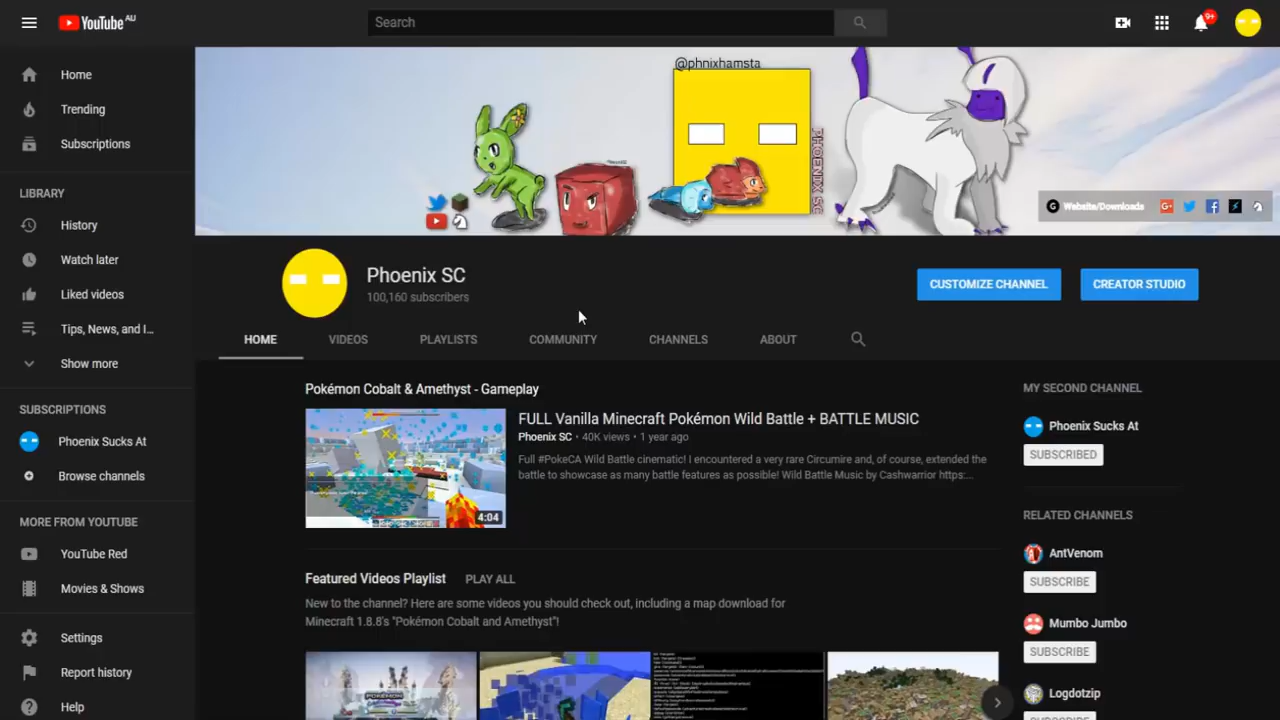 YouTube AU
Search
9+
Home
Trending
Subscriptions
LIBRARY
History
Watch later
Liked videos
Tips, News, and I...
Show more
SUBSCRIPTIONS
Phoenix Sucks At
Browse channels
MORE FROM YOUTUBE
YouTube Red
Movies & Shows
Settings
Report history
Help
@phnixhamsta
PHOENIX SC
Website/Downloads
Phoenix SC
100,160 subscribers
CUSTOMIZE CHANNEL
CREATOR STUDIO
HOME
VIDEOS
PLAYLISTS
COMMUNITY
CHANNELS
ABOUT
Pokémon Cobalt & Amethyst - Gameplay
4:04
FULL Vanilla Minecraft Pokémon Wild Battle + BATTLE MUSIC
Phoenix SC • 40K views • 1 year ago
Full #PokeCA Wild Battle cinematic! I encountered a very rare Circumire and, of course, extended the
battle to showcase as many battle features as possible! Wild Battle Music by Cashwarrior https:...
Featured Videos Playlist
PLAY ALL
New to the channel? Here are some videos you should check out, including a map download for
Minecraft 1.8.8's "Pokémon Cobalt and Amethyst"!
POKÉMON
MY SECOND CHANNEL
Phoenix Sucks At
SUBSCRIBED
RELATED CHANNELS
AntVenom
SUBSCRIBE
Mumbo Jumbo
SUBSCRIBE
Logdotzip
SUBSCRIBE